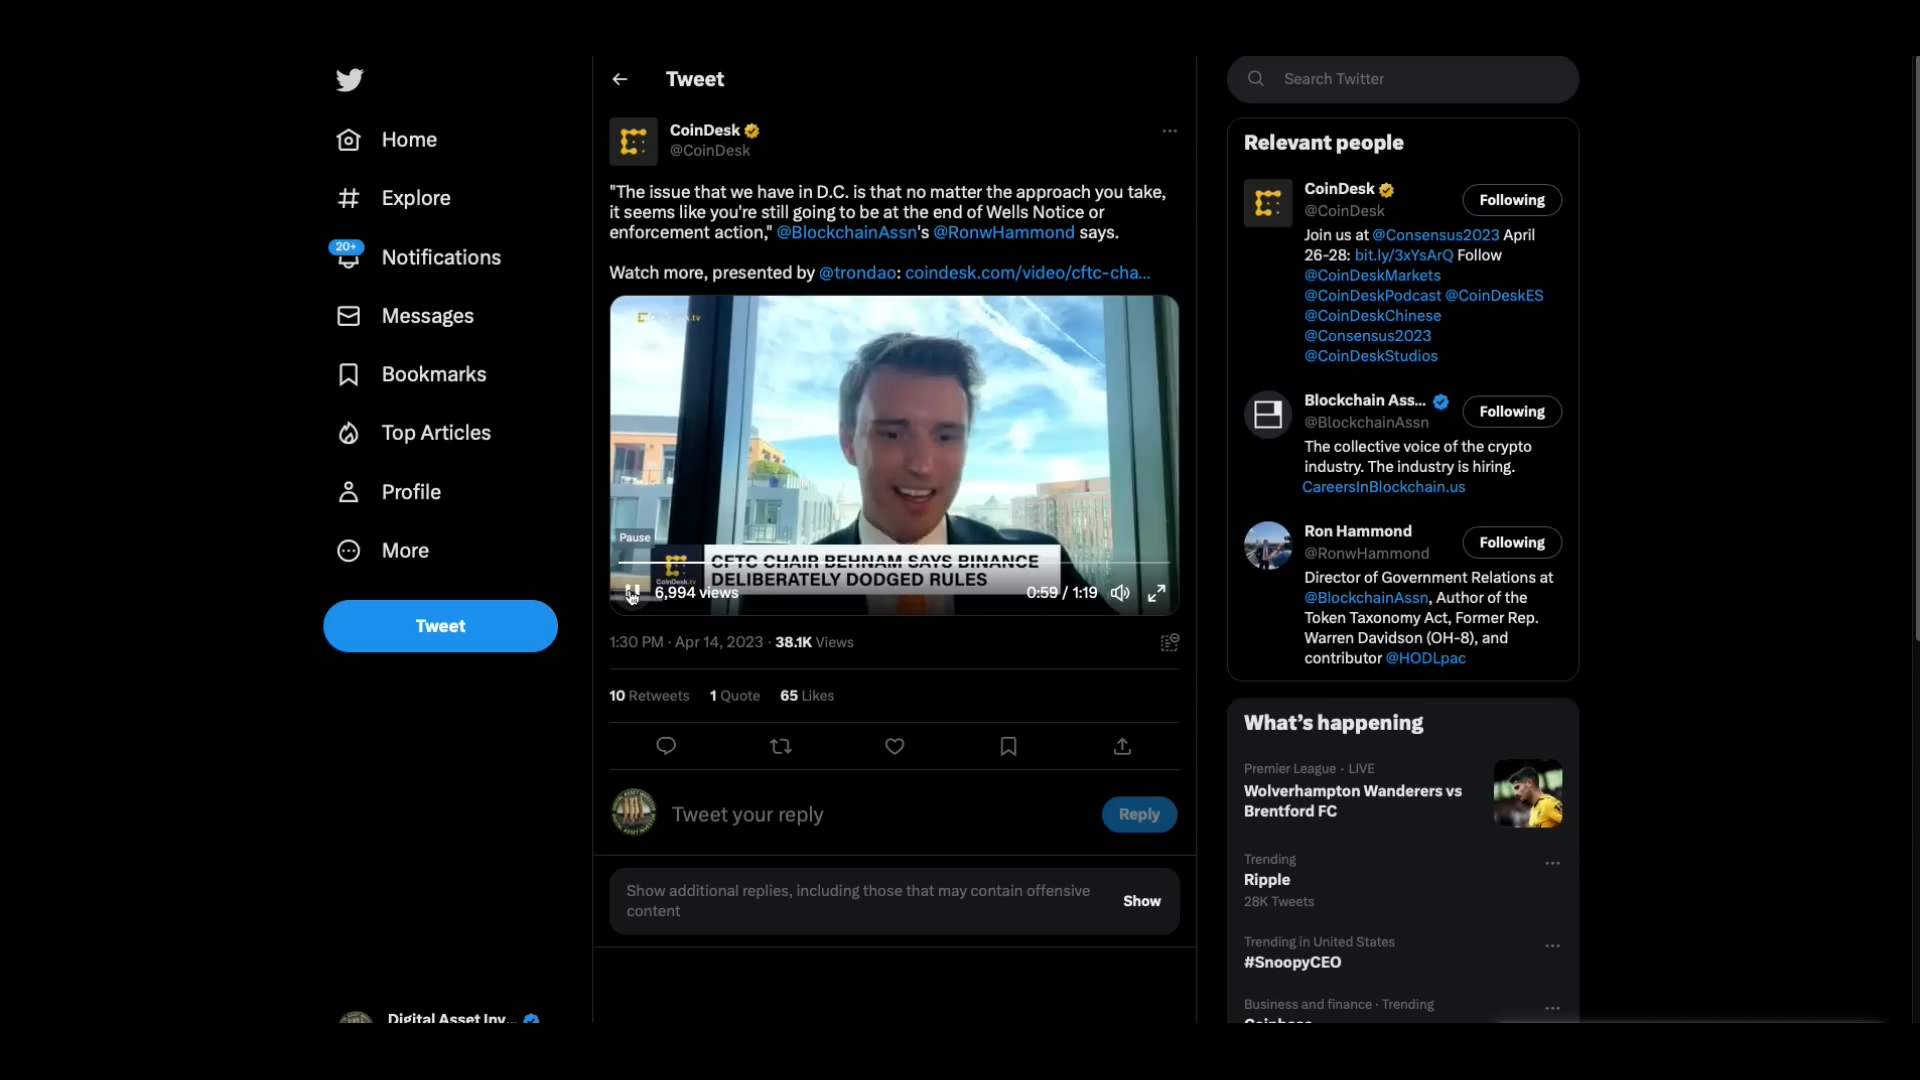 Home
Explore
20+
Notifications
Messages
Bookmarks
Top Articles
Profile
More
Tweet
Digital Asset Inv...
Tweet
CoinDesk
@CoinDesk
"The issue that we have in D.C. is that no matter the approach you take,
it seems like you're still going to be at the end of Wells Notice or
enforcement action," @BlockchainAssn's @RonwHammond says.
Watch more, presented by @trondao: coindesk.com/video/cftc-cha...
Pause
CoinDesk.tv
CFTC CHAIR BEHNAM SAYS BINANCE
DELIBERATELY DODGED RULES
6,994 views
0:59 / 1:19
1:30 PM · Apr 14, 2023 · 38.1K Views
10 Retweets 1 Quote 65 Likes
Tweet your reply
Reply
Show additional replies, including those that may contain offensive
content
Show
Search Twitter
Relevant people
CoinDesk
@CoinDesk
Following
Join us at @Consensus2023 April
26-28: bit.ly/3xYsArQ Follow
@CoinDeskMarkets
@CoinDeskPodcast @CoinDeskES
@CoinDeskChinese
@Consensus2023
@CoinDeskStudios
Blockchain Ass...
@BlockchainAssn
Following
The collective voice of the crypto
industry. The industry is hiring.
CareersInBlockchain.us
Ron Hammond
@RonwHammond
Following
Director of Government Relations at
@BlockchainAssn, Author of the
Token Taxonomy Act, Former Rep.
Warren Davidson (OH-8), and
contributor @HODLpac
What's happening
Premier League · LIVE
Wolverhampton Wanderers vs
Brentford FC
Trending
Ripple
28K Tweets
Trending in United States
#SnoopyCEO
Business and finance · Trending
Coinbase